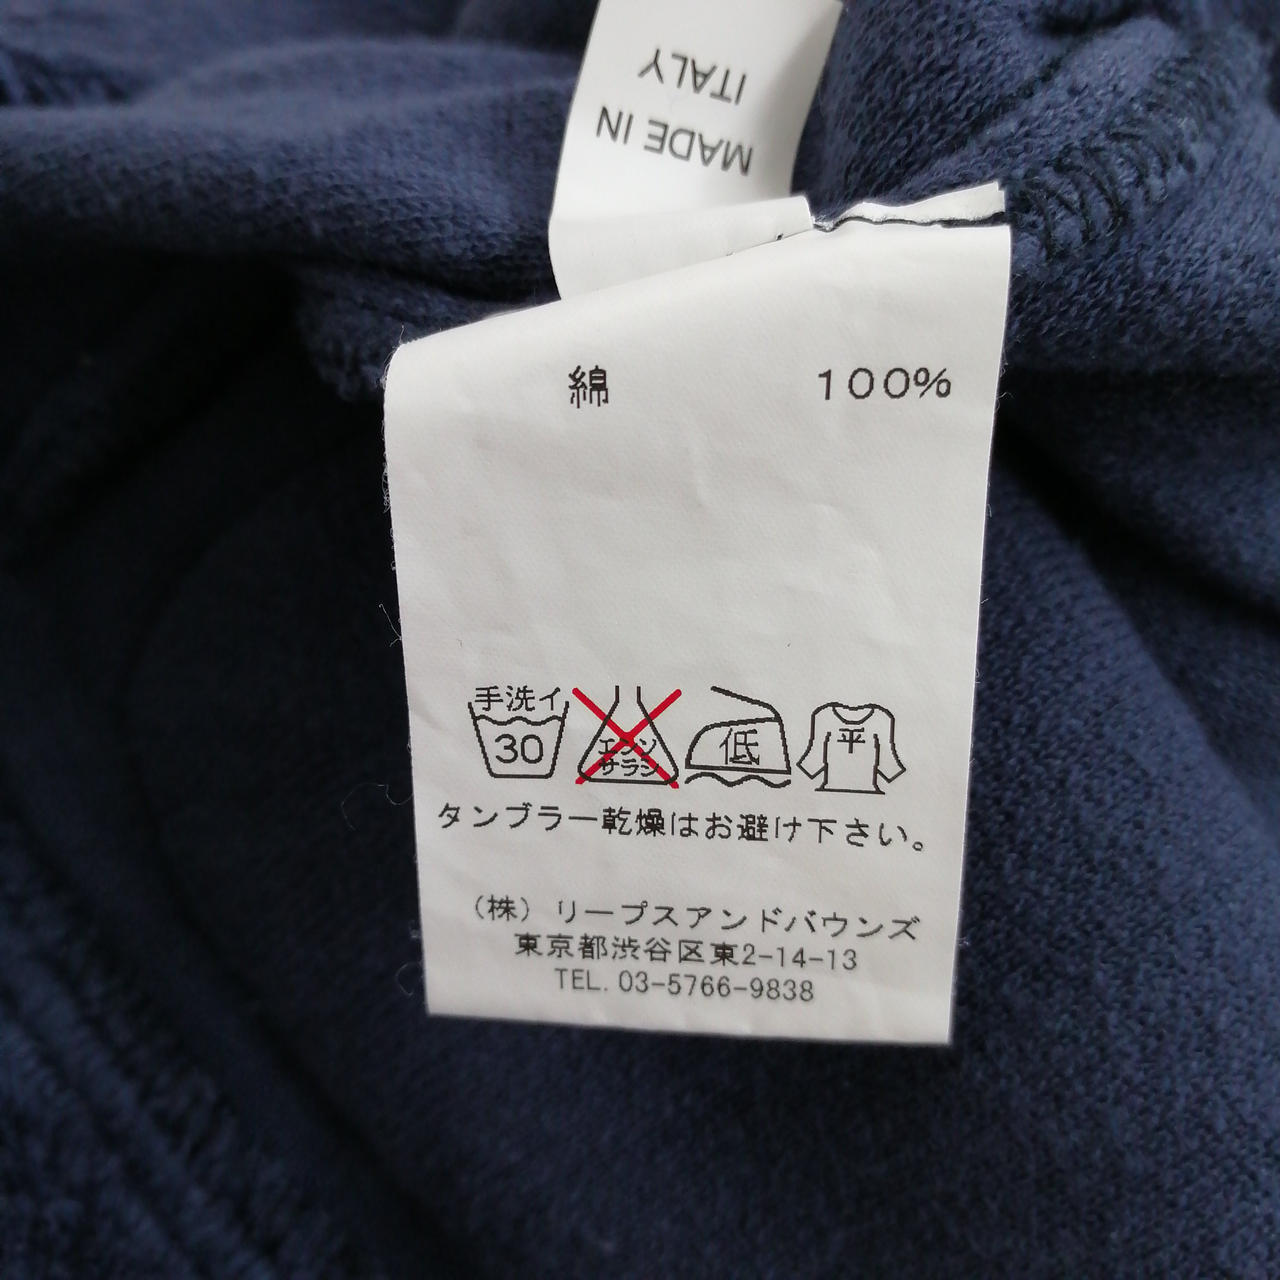 MADE IN
ITALY
綿 100%
手洗イ
30
エンソ
サラシ
低
平
タンブラー乾燥はお避け下さい。
（株）リープスアンドバウンズ
東京都渋谷区東2-14-13
TEL. 03-5766-9838